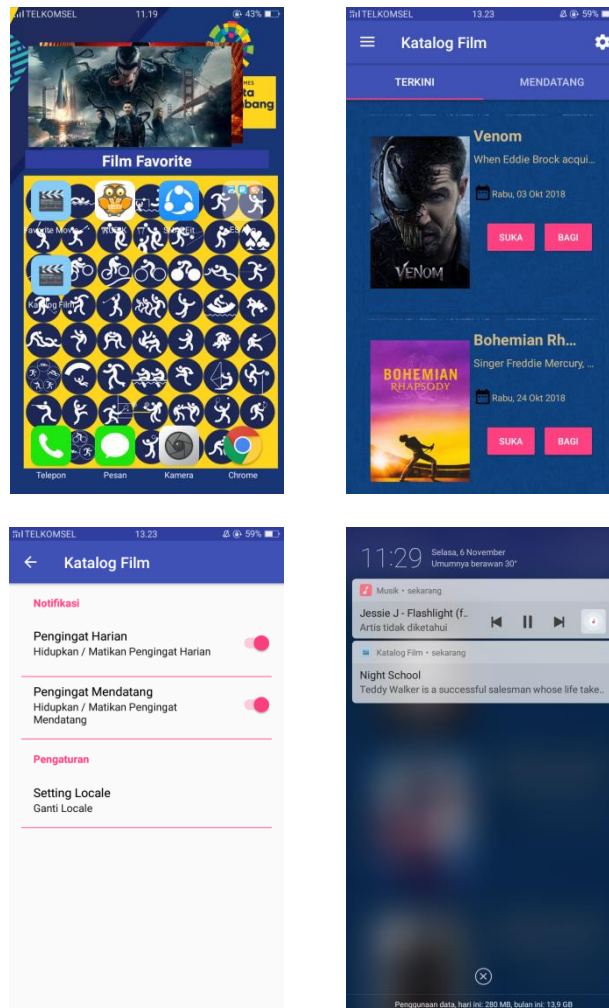 TELKOMSEL 11.19 43%
Film Favorite
Telepon Pesan Kamera Chrome
TELKOMSEL 13.23 59%
Katalog Film
TERKINI MENDATANG
Venom
When Eddie Brock acqui...
Rabu, 03 Okt 2018
SUKA BAGI
VENOM
Bohemian Rh...
Singer Freddie Mercury, ...
BOHEMIAN
RHAPSODY
Rabu, 24 Okt 2018
SUKA BAGI
TELKOMSEL 13.23 59%
Katalog Film
Notifikasi
Pengingat Harian
Hidupkan / Matikan Pengingat Harian
Pengingat Mendatang
Hidupkan / Matikan Pengingat
Mendatang
Pengaturan
Setting Locale
Ganti Locale
11:29 Selasa, 6 November
Umumnya berawan 30°
Musik • sekarang
Jessie J - Flashlight (f..
Artis tidak diketahui
Katalog Film • sekarang
Night School
Teddy Walker is a successful salesman whose life take..
Penggunaan data, hari ini: 280 MB, bulan ini: 13,9 GB